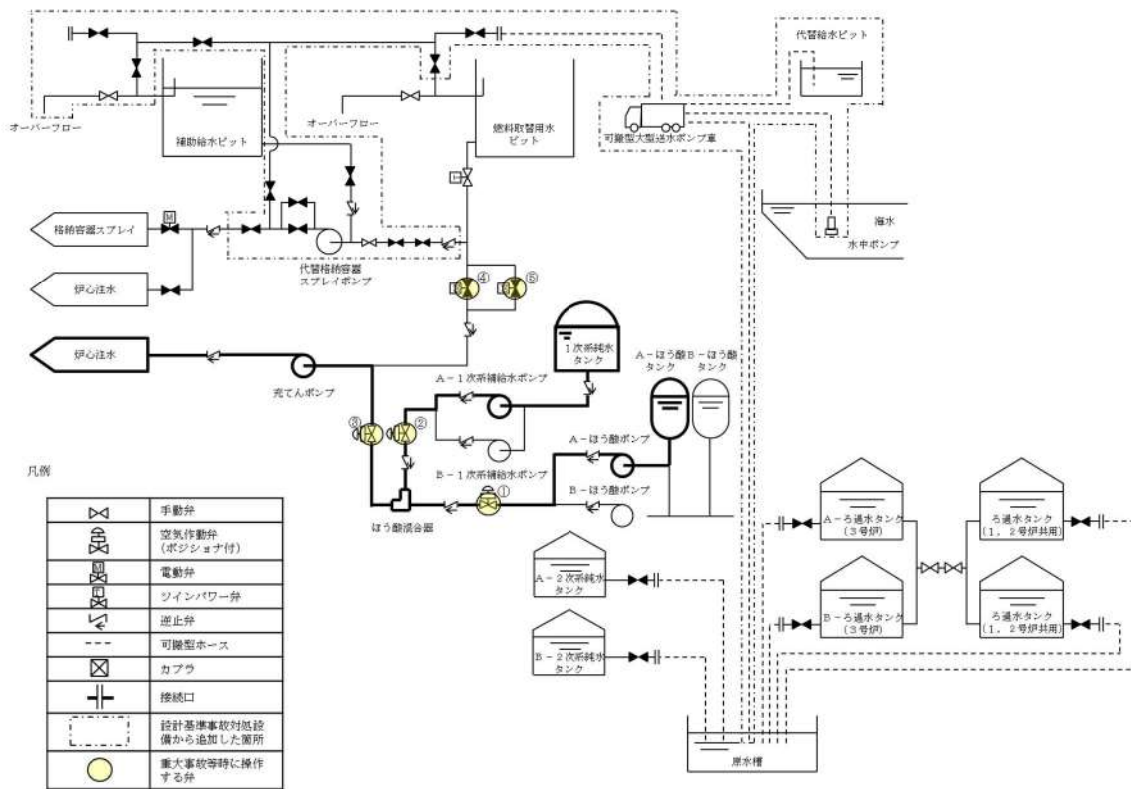 代替給水ピット
オーバーフロー
補助給水ピット
オーバーフロー
燃料取替用水
ピット
可搬型大型送水ポンプ車
海水
水中ポンプ
M
T
格納容器スプレイ
代替格納容器
スプレイポンプ
④
⑤
炉心注水
炉心注水
充てんポンプ
1次系純水
タンク
A-1次系補給水ポンプ
A-ほう酸
タンク
B-ほう酸
タンク
③
②
A-ほう酸ポンプ
B-1次系補給水ポンプ
①
B-ほう酸ポンプ
ほう酸混合器
A-2次系純水
タンク
B-2次系純水
タンク
A-ろ過水タンク
(3号炉)
ろ過水タンク
(1,2号炉共用)
B-ろ過水タンク
(3号炉)
ろ過水タンク
(1,2号炉共用)
原水槽
凡例
手動弁
空気作動弁
(ポジショナ付)
M
電動弁
T
ツインパワー弁
逆止弁
可搬型ホース
カプラ
接続口
設計基準事故対処設
備から追加した箇所
重大事故等時に操作
する弁